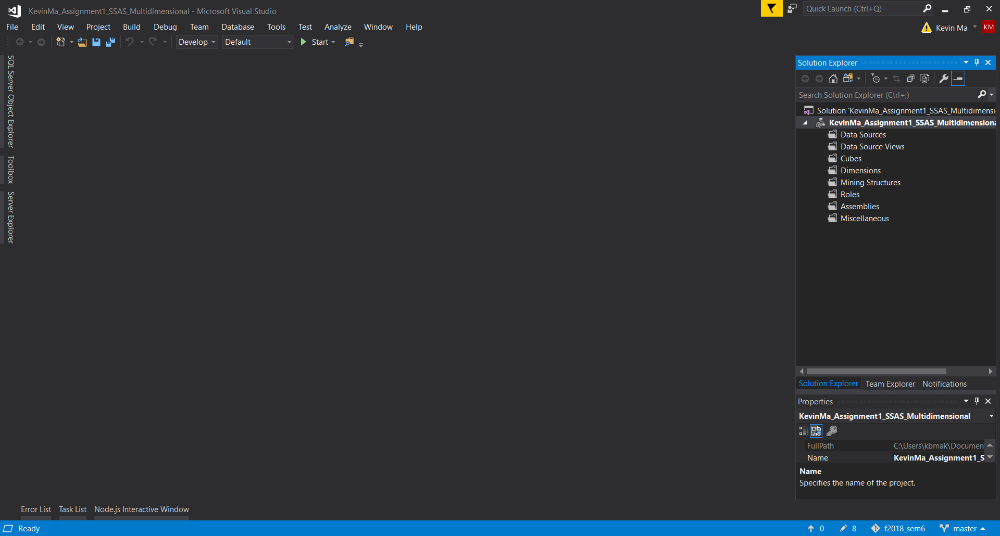 KevinMa_Assignment1_SSAS_Multidimensional - Microsoft Visual Studio
Quick Launch (Ctrl+Q)
File Edit View Project Build Debug Team Database Tools Test Analyze Window Help
Kevin Ma KM
Develop Default Start
SQL Server Object Explorer
Toolbox
Server Explorer
Solution Explorer
Search Solution Explorer (Ctrl+;)
Solution 'KevinMa_Assignment1_SSAS_Multidimensi
KevinMa_Assignment1_SSAS_Multidimensiona
Data Sources
Data Source Views
Cubes
Dimensions
Mining Structures
Roles
Assemblies
Miscellaneous
Solution Explorer Team Explorer Notifications
Properties
KevinMa_Assignment1_SSAS_Multidimensional
FullPath C:\Users\kbmak\Documen
Name KevinMa_Assignment1_S
Name
Specifies the name of the project.
Error List Task List Node.js Interactive Window
Ready 0 8 f2018_sem6 master